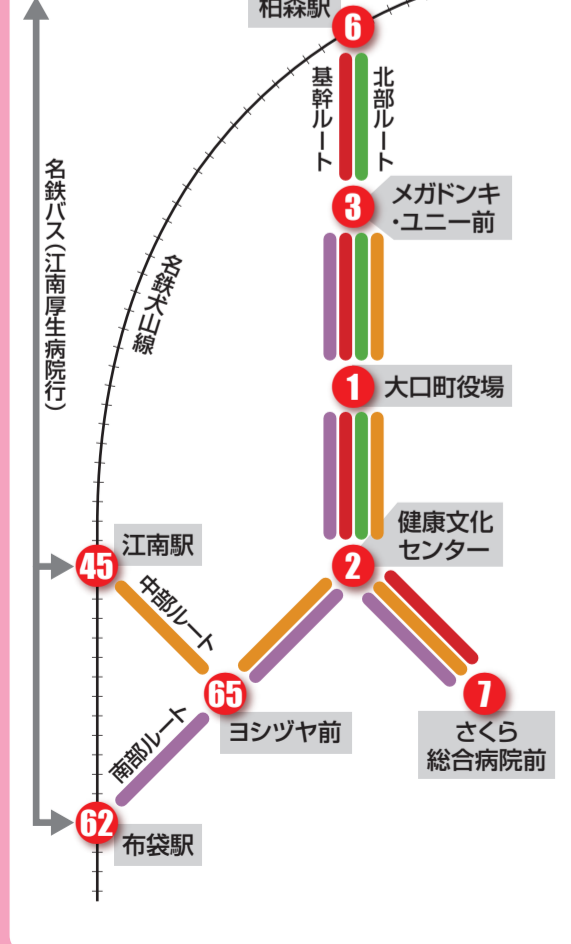 柏森駅
6
基幹ルート
北部ルート
3
メガドンキ
・ユニー前
名鉄バス(江南厚生病院行)
名鉄犬山線
1
大口町役場
健康文化
センター
2
江南駅
45
中部ルート
65
ヨシヅヤ前
7
さくら
総合病院前
南部ルート
62
布袋駅